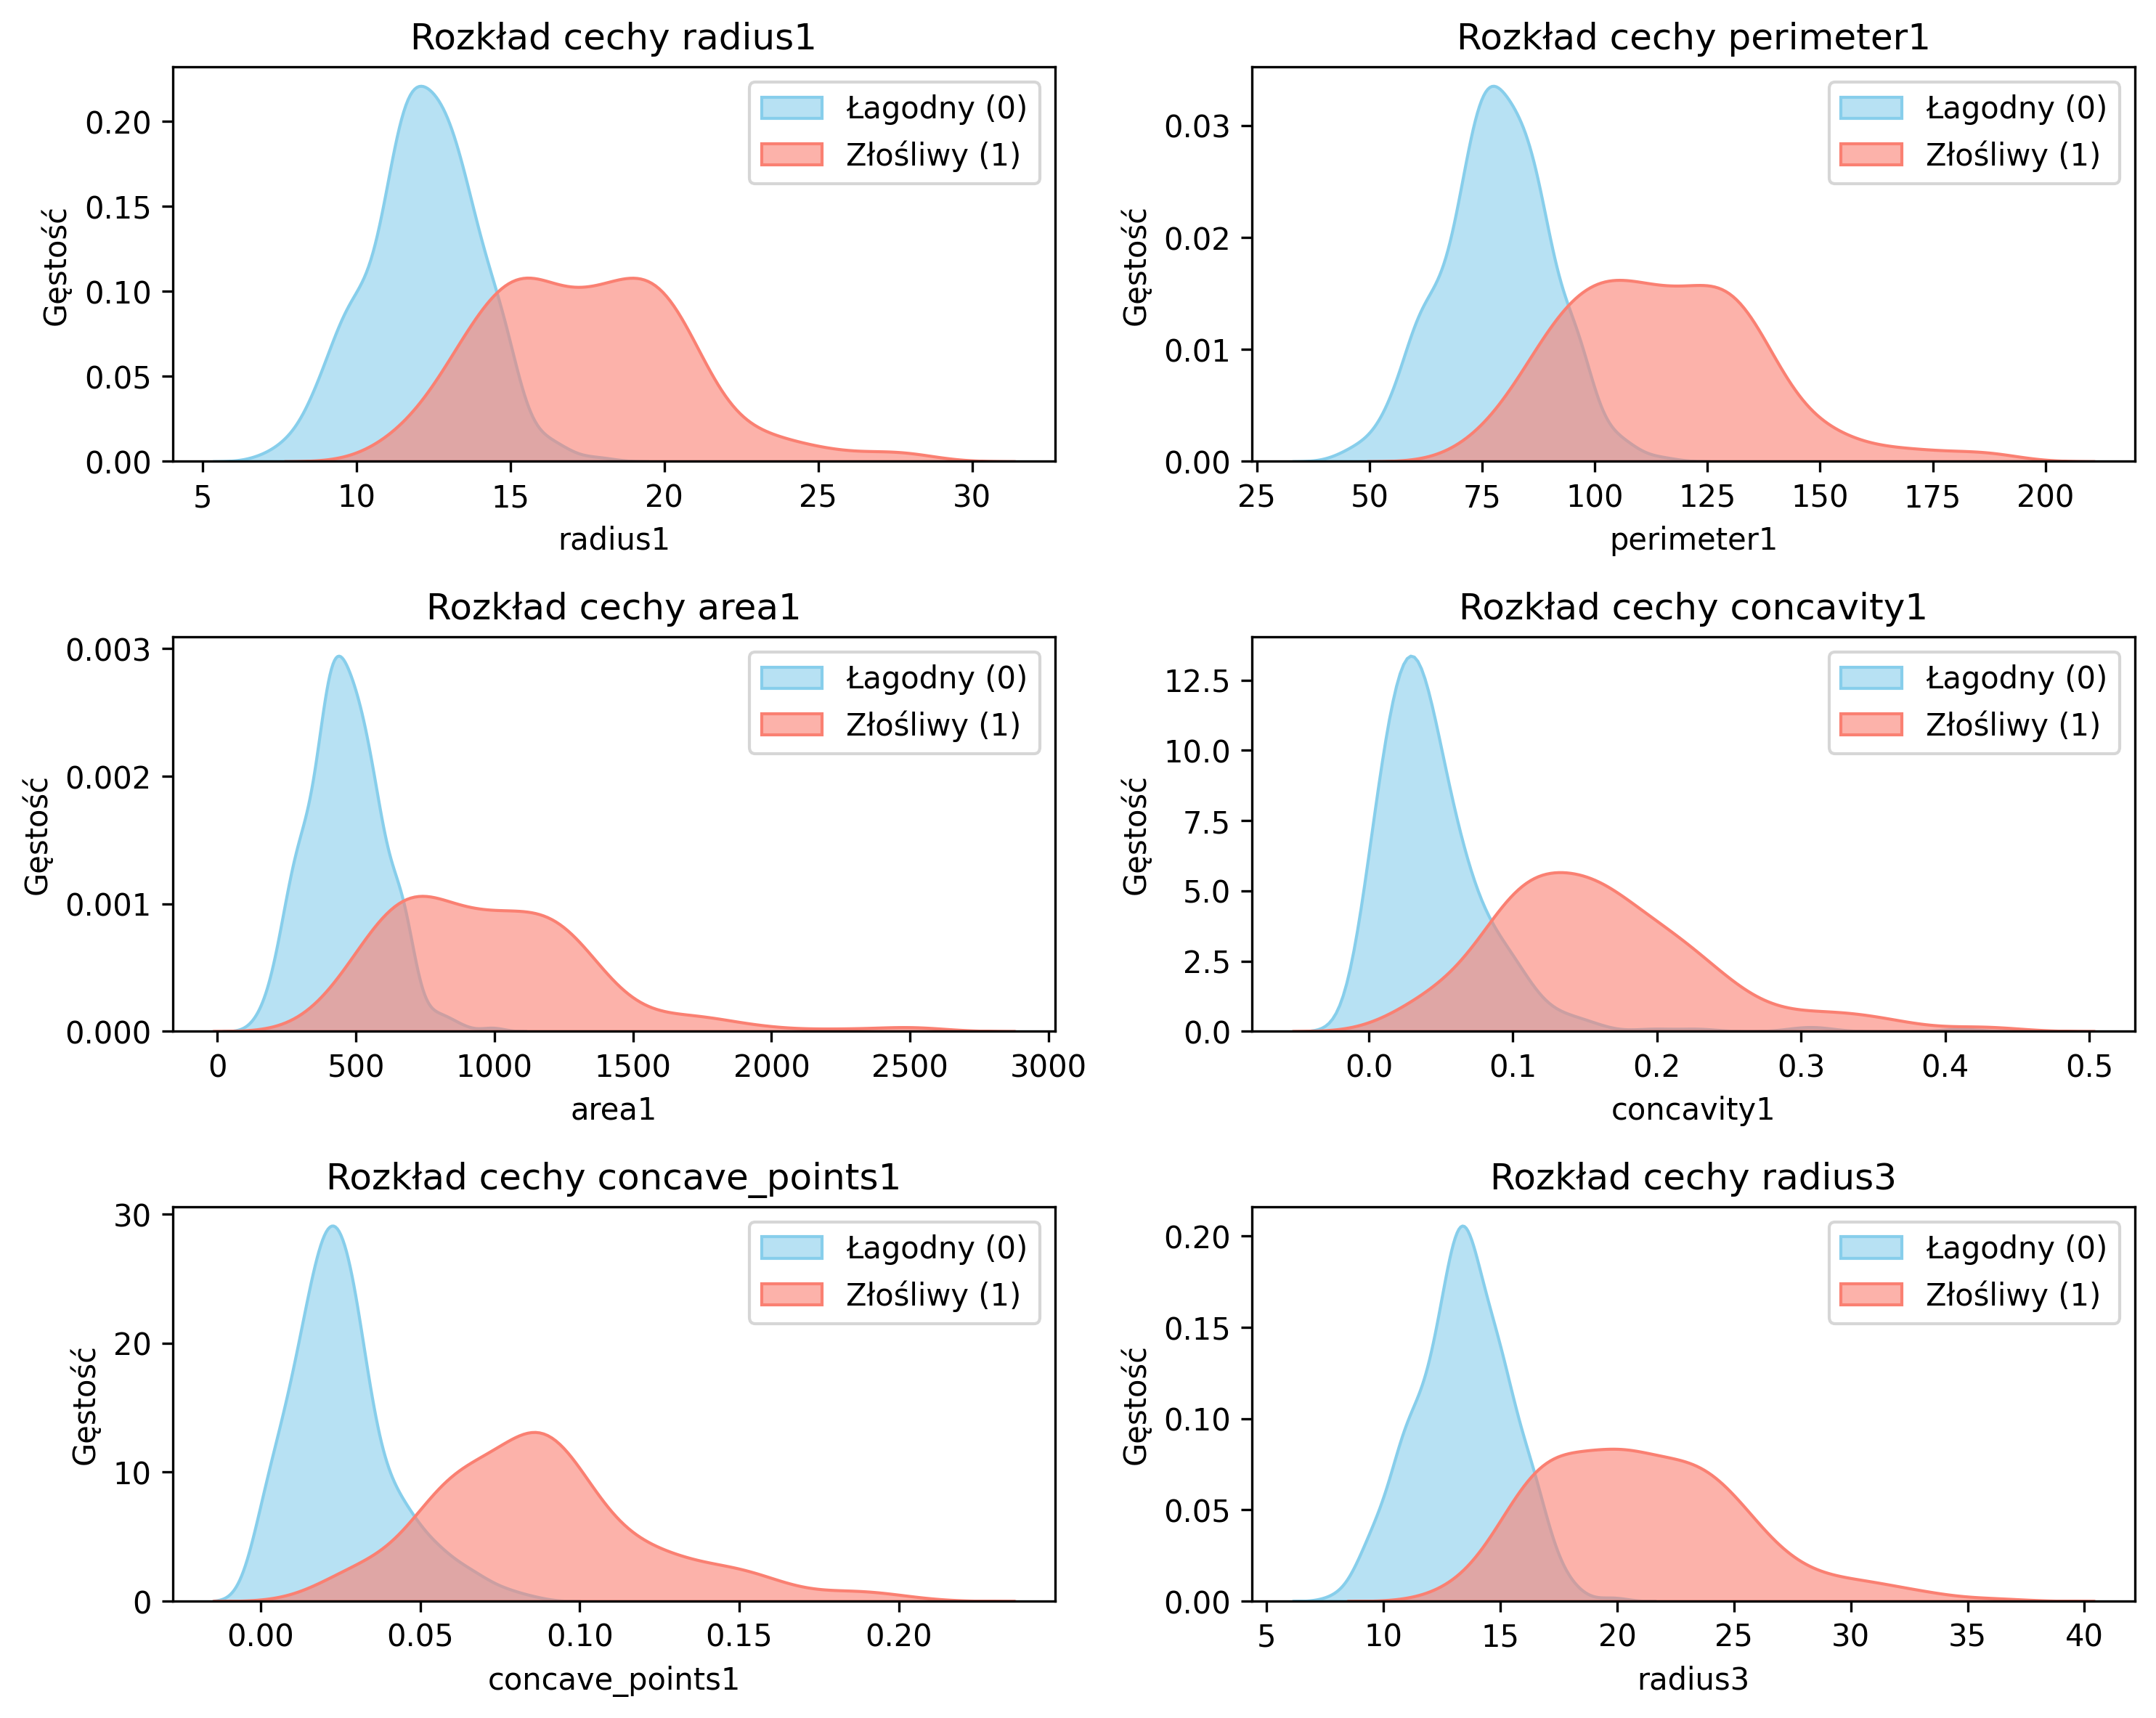 Rozkład cechy radius1
Łagodny (0)
Złośliwy (1)
Gęstość
0.20
0.15
0.10
0.05
0.00
5 10 15 20 25 30
radius1
Rozkład cechy perimeter1
Łagodny (0)
Złośliwy (1)
Gęstość
0.03
0.02
0.01
0.00
25 50 75 100 125 150 175 200
perimeter1
Rozkład cechy area1
Łagodny (0)
Złośliwy (1)
Gęstość
0.003
0.002
0.001
0.000
0 500 1000 1500 2000 2500 3000
area1
Rozkład cechy concavity1
Łagodny (0)
Złośliwy (1)
Gęstość
12.5
10.0
7.5
5.0
2.5
0.0
0.0 0.1 0.2 0.3 0.4 0.5
concavity1
Rozkład cechy concave_points1
Łagodny (0)
Złośliwy (1)
Gęstość
30
20
10
0
0.00 0.05 0.10 0.15 0.20
concave_points1
Rozkład cechy radius3
Łagodny (0)
Złośliwy (1)
Gęstość
0.20
0.15
0.10
0.05
0.00
5 10 15 20 25 30 35 40
radius3